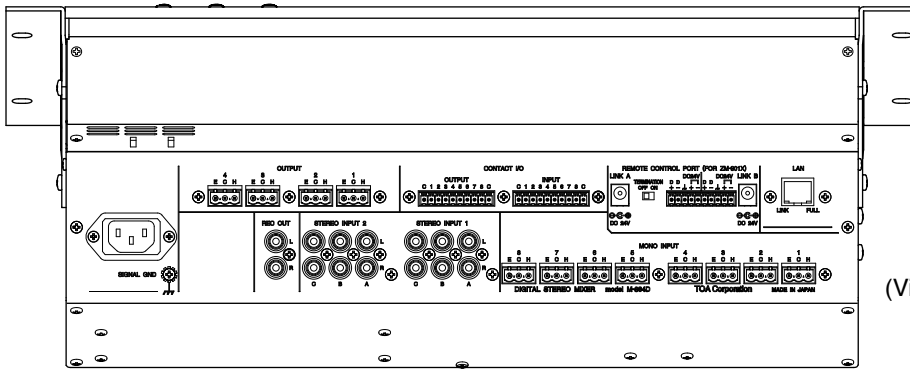 OUTPUT
4 3 2 1
E C H E C H E C H E C H
CONTACT I/O
OUTPUT
C 1 2 3 4 5 6 7 8 C
INPUT
C 1 2 3 4 5 6 7 8 C
REMOTE CONTROL PORT (FOR ZM-901X)
LINK A
TERMINATION
OFF ON
D D DC24V D D DC24V
LINK B
DC 24V
DC 24V
LAN
LINK FULL
REC OUT
L
R
STEREO INPUT 2
L
R
C B A
STEREO INPUT 1
L
R
C B A
MONO INPUT
8 7 6 5 4 3 2 1
E C H E C H E C H E C H E C H E C H E C H E C H
SIGNAL GND
DIGITAL STEREO MIXER model M-864D TOA Corporation MADE IN JAPAN